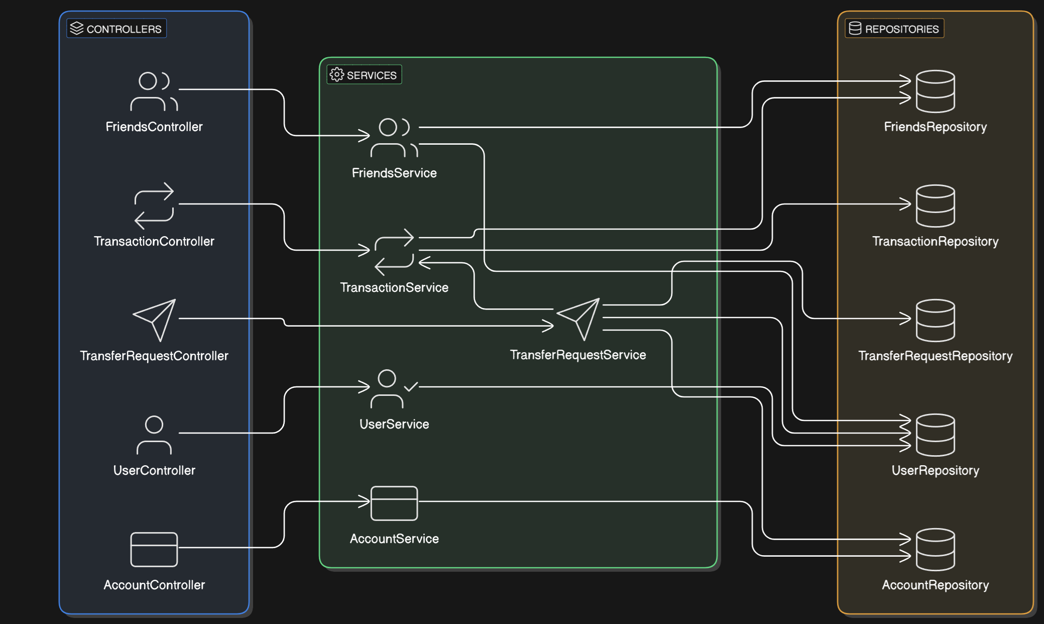 CONTROLLERS
FriendsController
TransactionController
TransferRequestController
UserController
AccountController
SERVICES
FriendsService
TransactionService
TransferRequestService
UserService
AccountService
REPOSITORIES
FriendsRepository
TransactionRepository
TransferRequestRepository
UserRepository
AccountRepository